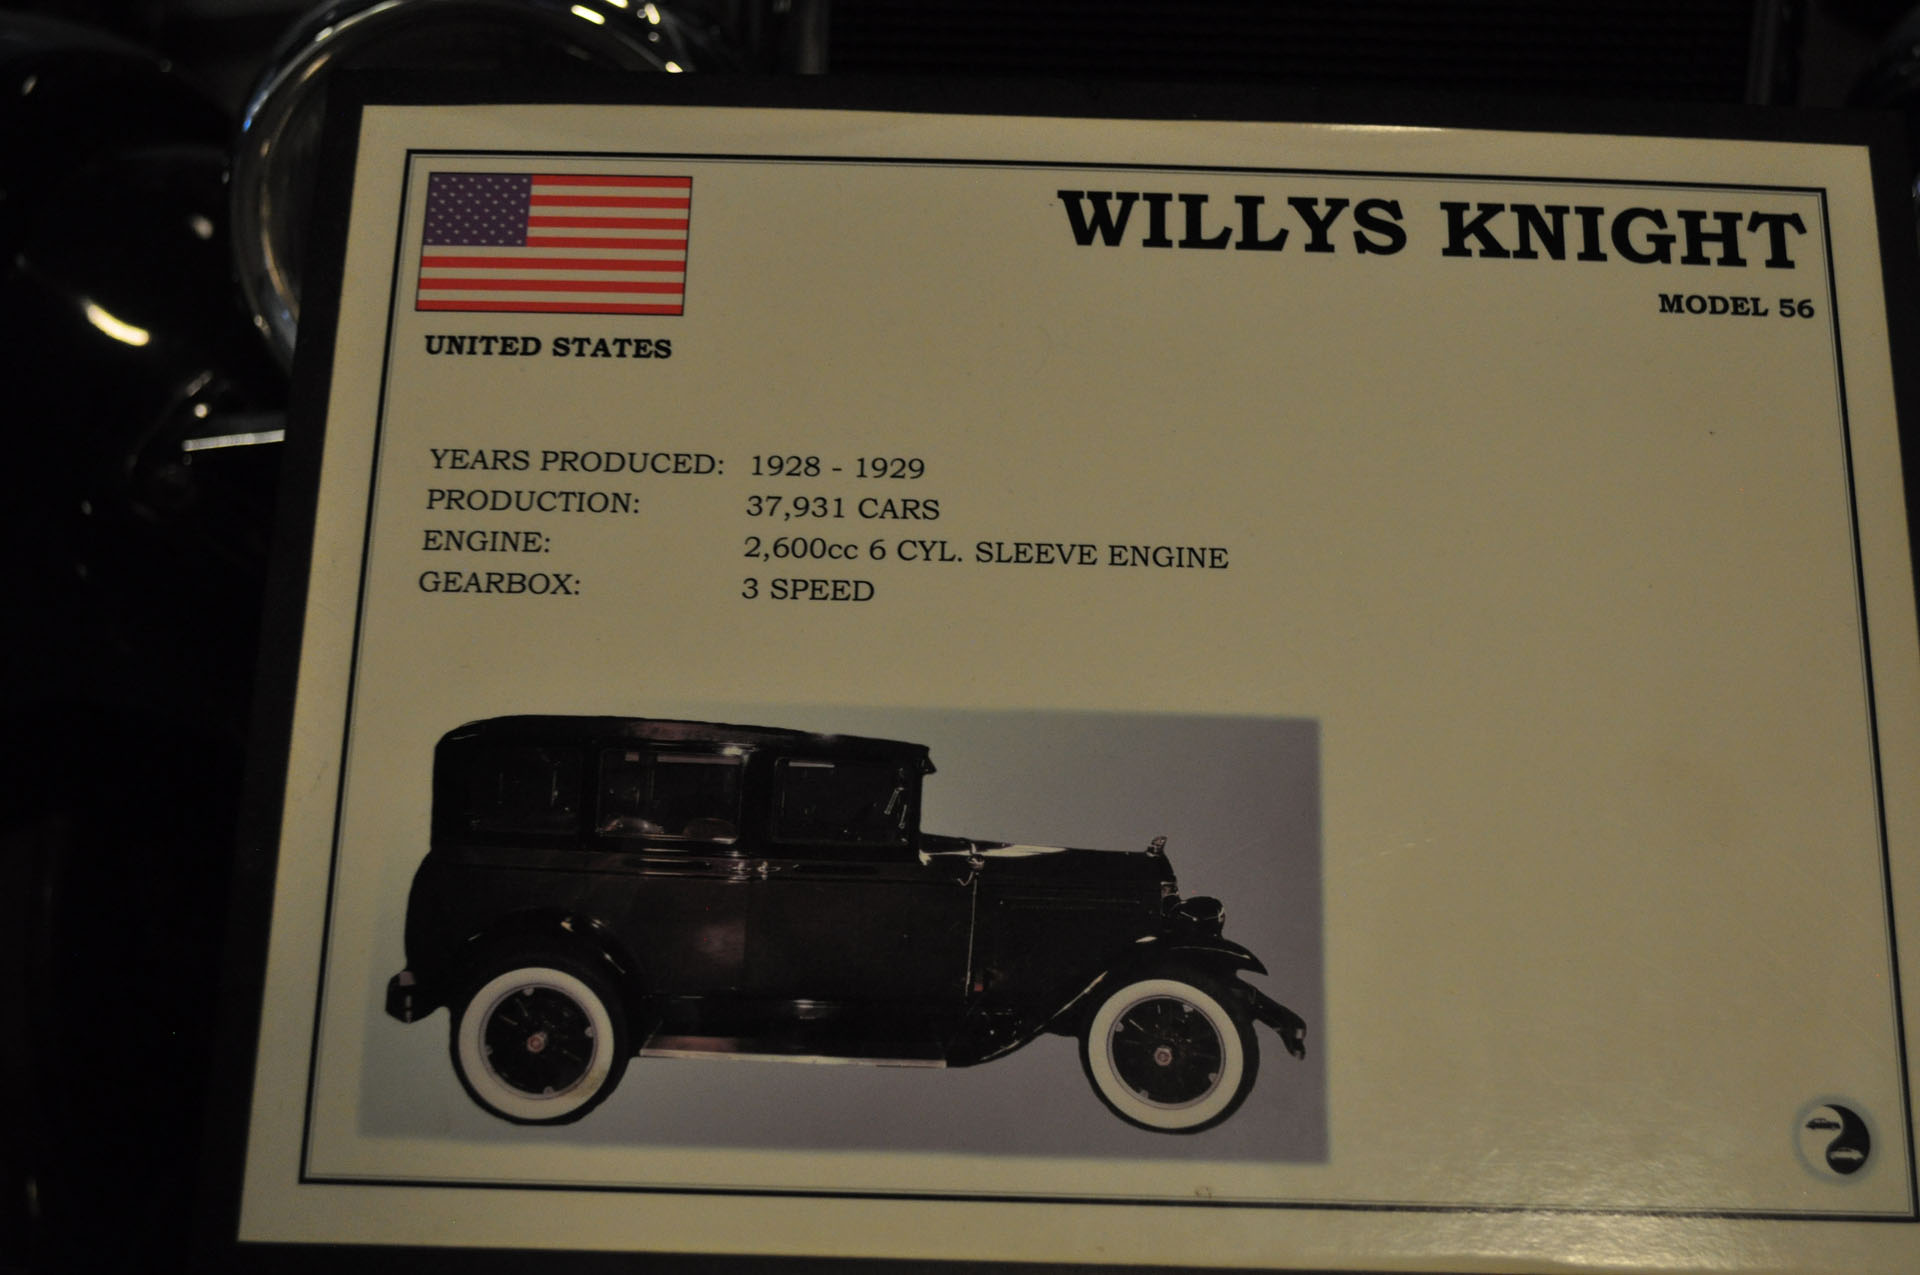 WILLYS KNIGHT
MODEL 56
UNITED STATES
YEARS PRODUCED: 1928 - 1929
PRODUCTION: 37,931 CARS
ENGINE: 2,600cc 6 CYL. SLEEVE ENGINE
GEARBOX: 3 SPEED